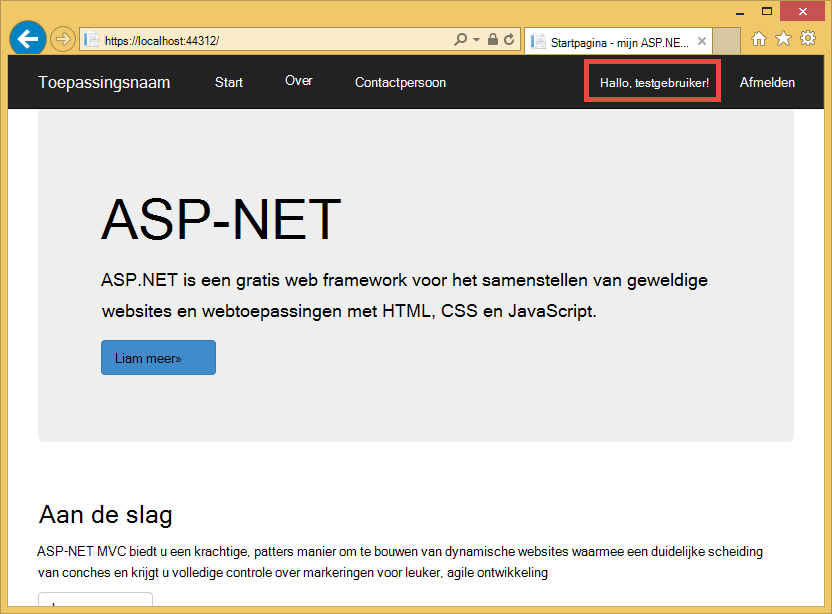 https://localhost:44312/
Startpagina - mijn ASP.NE...
Toepassingsnaam Start Over Contactpersoon Hallo, testgebruiker! Afmelden
ASP-NET
ASP.NET is een gratis web framework voor het samenstellen van geweldige
websites en webtoepassingen met HTML, CSS en JavaScript.
Liam meer»
Aan de slag
ASP-NET MVC biedt u een krachtige, patters manier om te bouwen van dynamische websites waarmee een duidelijke scheiding
van conches en krijgt u volledige controle over markeringen voor leuker, agile ontwikkeling